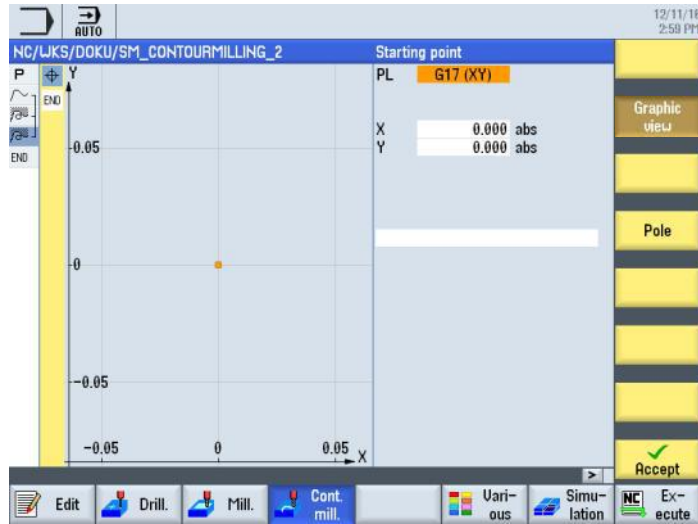 AUTO
12/11/18
2:59 PM
NC/WKS/DOKU/SM_CONTOURMILLING_2
Starting point
P
END
END
Y
0.05
0
-0.05
-0.05
0
0.05
X
PL
G17 (XY)
X
0.000 abs
Y
0.000 abs
Graphic
view
Pole
Accept
>
Edit
Drill.
Mill.
Cont.
mill.
Vari-
ous
Simu-
lation
NC
Ex-
ecute